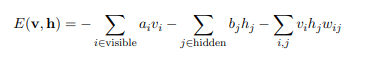 E(v, h) = − ∑_{i∈visible} a_i v_i − ∑_{j∈hidden} b_j h_j − ∑_{i,j} v_i h_j w_{ij}